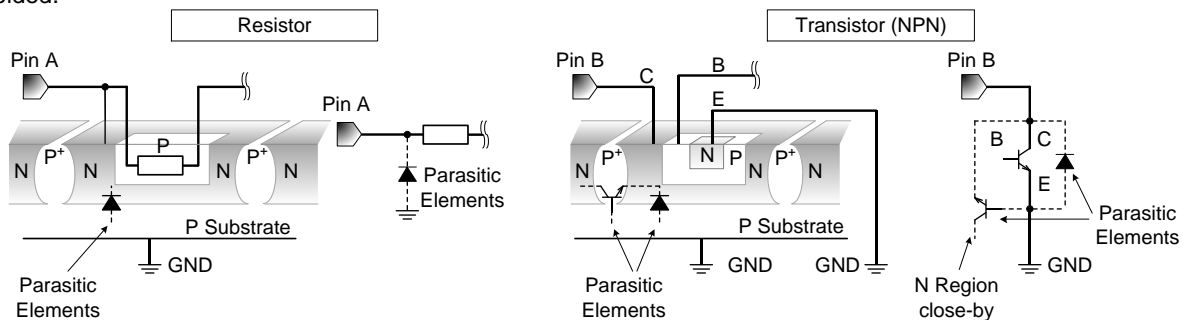 Resistor
Transistor (NPN)
Pin A
Pin A
N
P+
N
P
N
P+
N
Parasitic
Elements
P Substrate
GND
Parasitic
Elements
Pin B
C
B
E
N
P+
N
N
P
N
P+
N
P Substrate
GND
GND
Parasitic
Elements
Pin B
B
C
E
Parasitic
Elements
GND
N Region
close-by